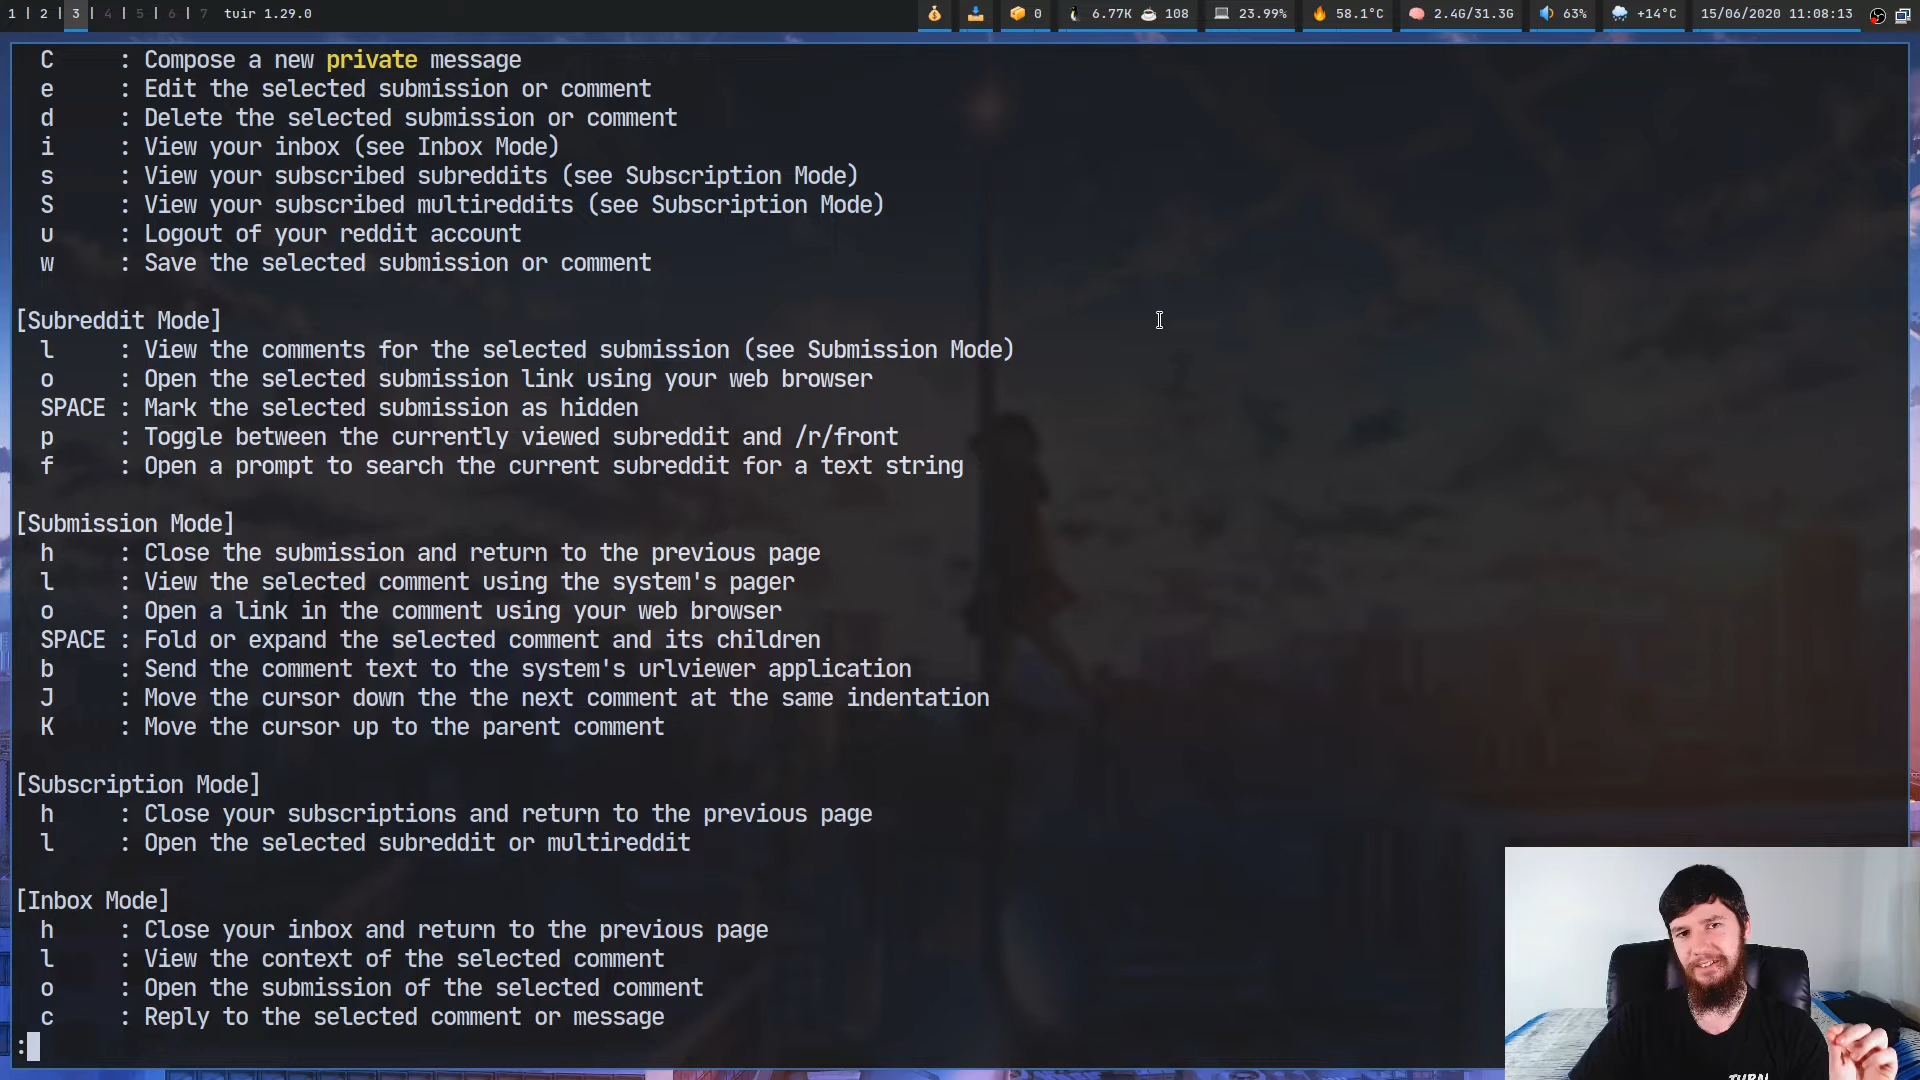 1 | 2 | 3 | 4 | 5 | 6 | 7 tuir 1.29.0 0 6.77K 108 23.99% 58.1°C 2.4G/31.3G 63% +14°C 15/06/2020 11:08:13
C : Compose a new private message
e : Edit the selected submission or comment
d : Delete the selected submission or comment
i : View your inbox (see Inbox Mode)
s : View your subscribed subreddits (see Subscription Mode)
S : View your subscribed multireddits (see Subscription Mode)
u : Logout of your reddit account
w : Save the selected submission or comment
[Subreddit Mode]
l : View the comments for the selected submission (see Submission Mode)
o : Open the selected submission link using your web browser
SPACE : Mark the selected submission as hidden
p : Toggle between the currently viewed subreddit and /r/front
f : Open a prompt to search the current subreddit for a text string
[Submission Mode]
h : Close the submission and return to the previous page
l : View the selected comment using the system's pager
o : Open a link in the comment using your web browser
SPACE : Fold or expand the selected comment and its children
b : Send the comment text to the system's urlviewer application
J : Move the cursor down the the next comment at the same indentation
K : Move the cursor up to the parent comment
[Subscription Mode]
h : Close your subscriptions and return to the previous page
l : Open the selected subreddit or multireddit
[Inbox Mode]
h : Close your inbox and return to the previous page
l : View the context of the selected comment
o : Open the submission of the selected comment
c : Reply to the selected comment or message
: